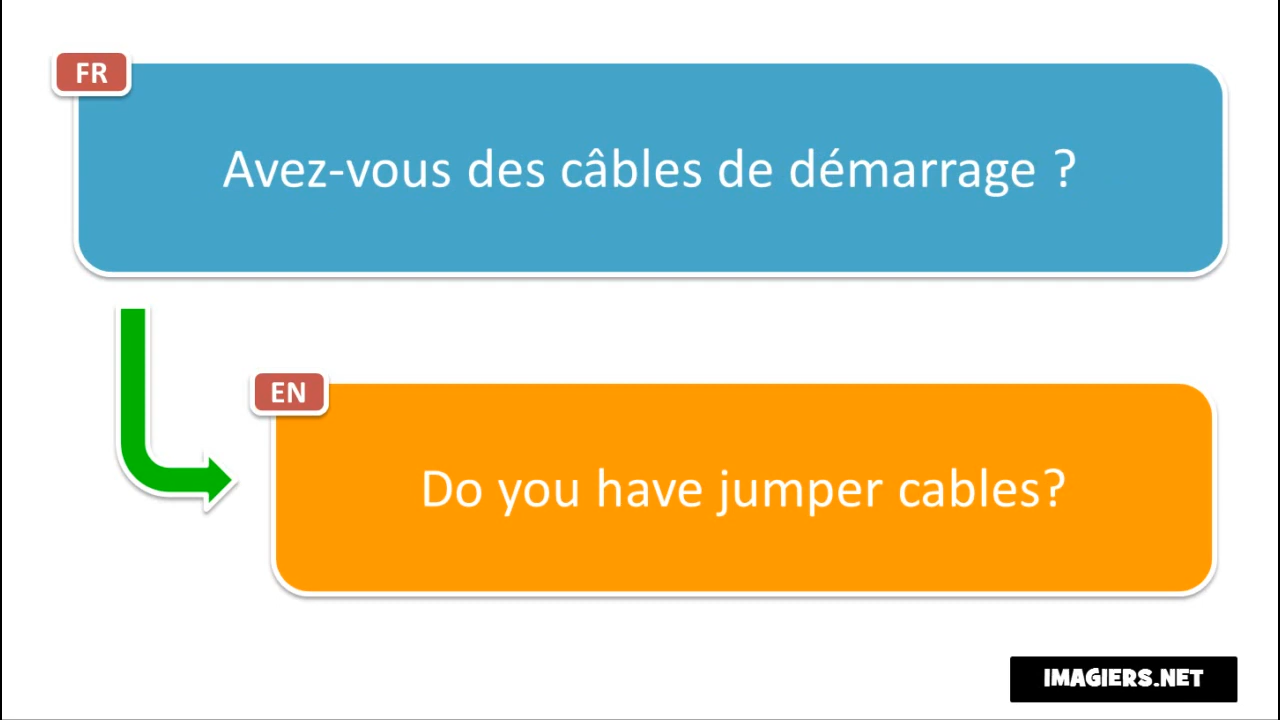 FR
Avez-vous des câbles de démarrage ?
EN
Do you have jumper cables?
IMAGIERS.NET